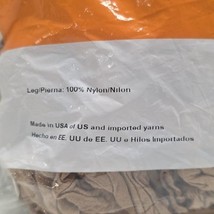 Leg/Pierna: 100% Nylon/Nilon
Made in USA of US and imported yarns
Hecho en EE. UU de EE. UU e Hilos Importados